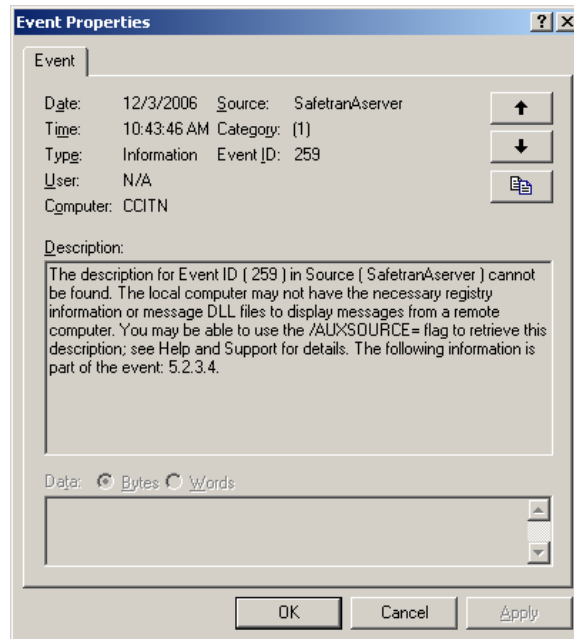 Event Properties
Event
Date: 12/3/2006 Source: SafetranAserver
Time: 10:43:46 AM Category: (1)
Type: Information Event ID: 259
User: N/A
Computer: CCITN
Description:
The description for Event ID ( 259 ) in Source ( SafetranAserver ) cannot
be found. The local computer may not have the necessary registry
information or message DLL files to display messages from a remote
computer. You may be able to use the /AUXSOURCE= flag to retrieve this
description; see Help and Support for details. The following information is
part of the event: 5.2.3.4.
Data: Bytes Words
OK Cancel Apply